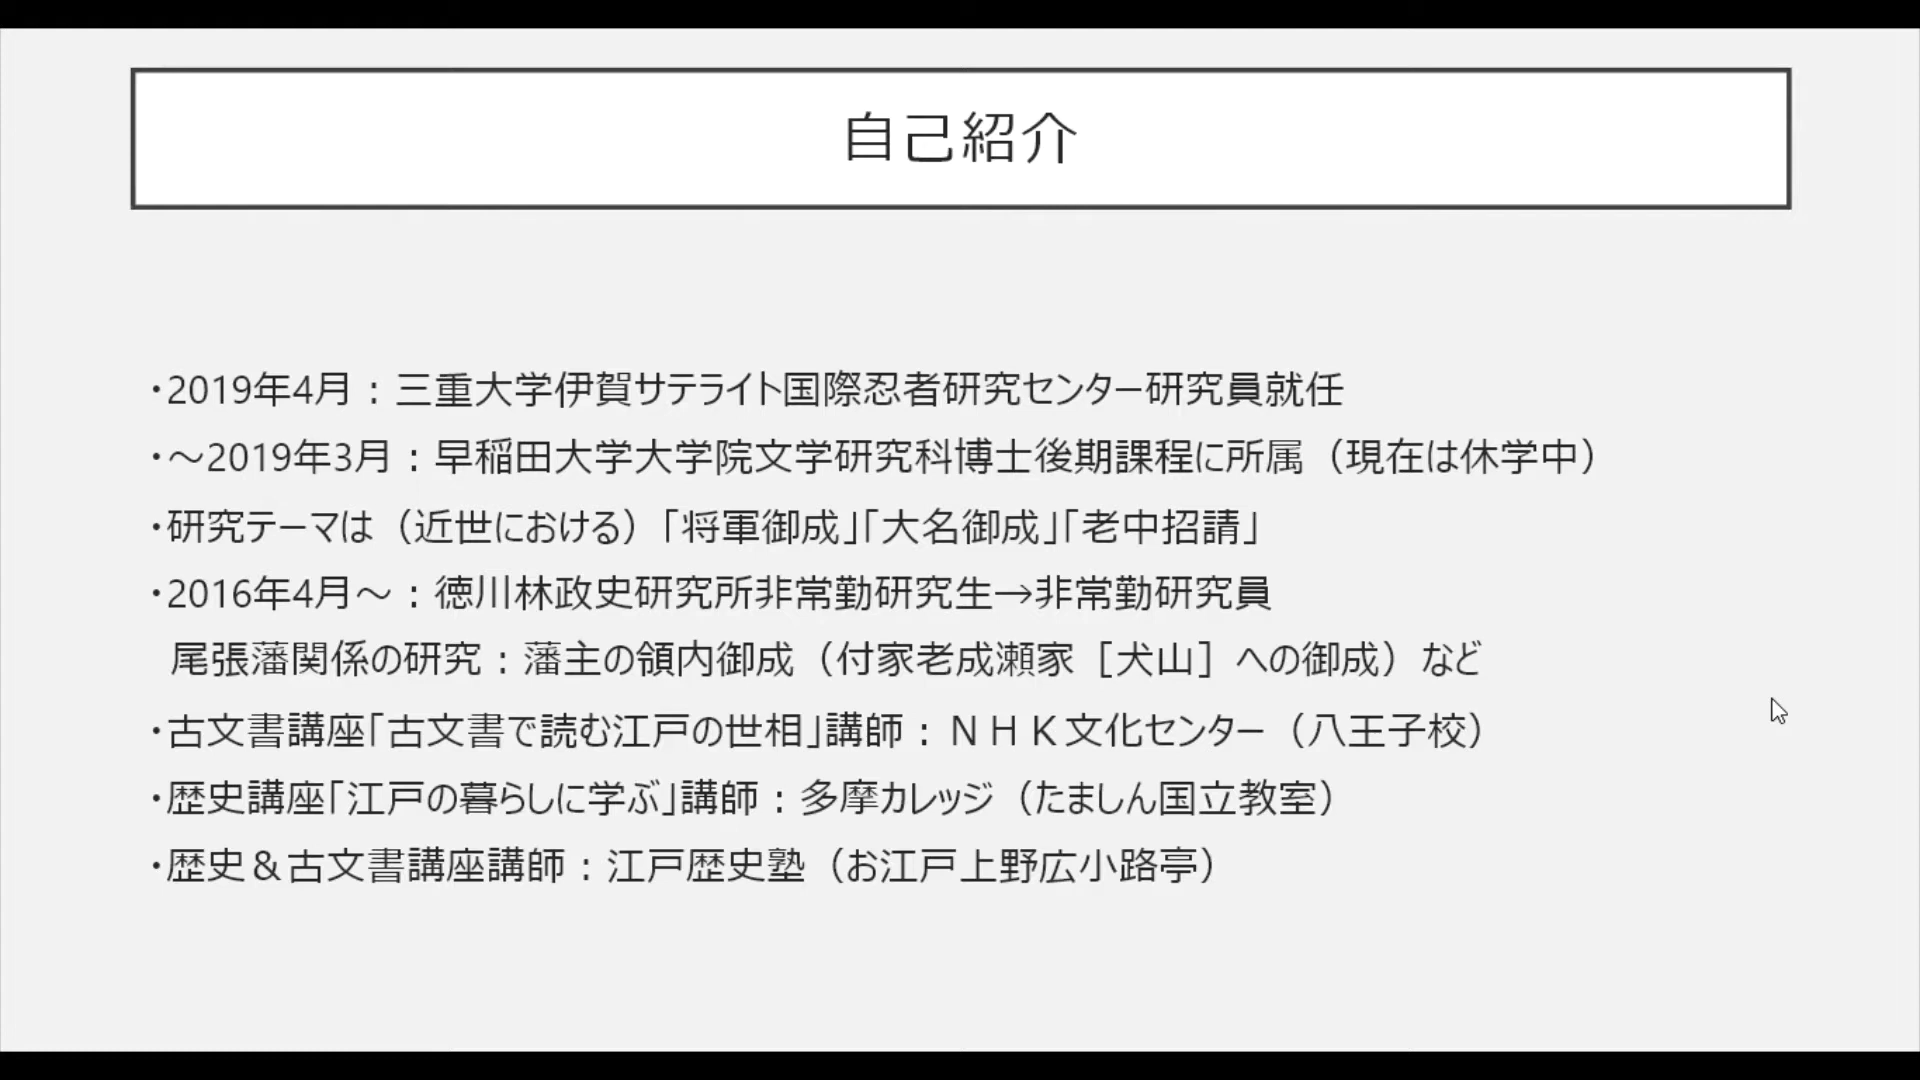 自己紹介
・2019年4月：三重大学伊賀サテライト国際忍者研究センター研究員就任
・～2019年3月：早稲田大学大学院文学研究科博士後期課程に所属（現在は休学中）
・研究テーマは（近世における）「将軍御成」「大名御成」「老中招請」
・2016年4月～：徳川林政史研究所非常勤研究生→非常勤研究員
尾張藩関係の研究：藩主の領内御成（付家老成瀬家［犬山］への御成）など
・古文書講座「古文書で読む江戸の世相」講師：ＮＨＫ文化センター（八王子校）
・歴史講座「江戸の暮らしに学ぶ」講師：多摩カレッジ（たましん国立教室）
・歴史＆古文書講座講師：江戸歴史塾（お江戸上野広小路亭）